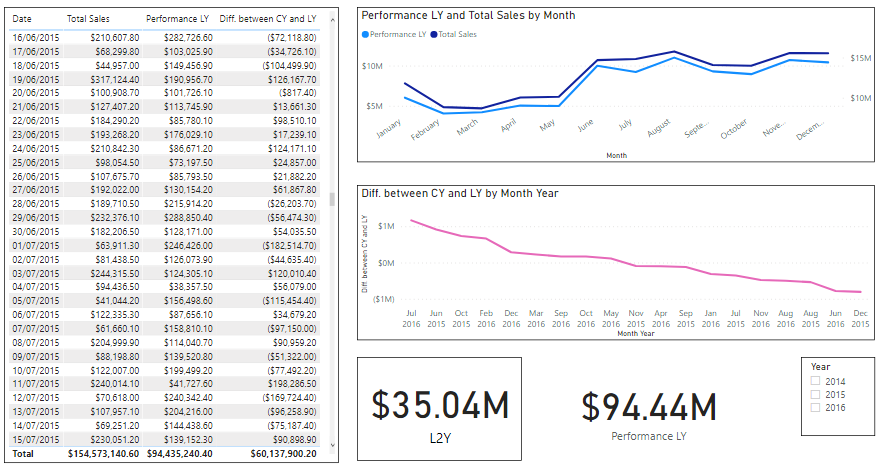 Date Total Sales Performance LY Diff. between CY and LY
16/06/2015 $210,607.80 $282,726.60 ($72,118.80)
17/06/2015 $68,299.80 $103,025.90 ($34,726.10)
18/06/2015 $44,957.00 $149,456.90 ($104,499.90)
19/06/2015 $317,124.40 $190,956.70 $126,167.70
20/06/2015 $100,908.70 $101,726.10 ($817.40)
21/06/2015 $127,407.20 $113,745.90 $13,661.30
22/06/2015 $184,290.20 $85,780.10 $98,510.10
23/06/2015 $193,268.20 $176,029.10 $17,239.10
24/06/2015 $210,842.30 $86,671.20 $124,171.10
25/06/2015 $98,054.50 $73,197.50 $24,857.00
26/06/2015 $107,675.70 $85,793.50 $21,882.20
27/06/2015 $192,022.00 $130,154.20 $61,867.80
28/06/2015 $189,710.50 $215,914.20 ($26,203.70)
29/06/2015 $232,376.10 $288,850.40 ($56,474.30)
30/06/2015 $182,206.50 $128,171.00 $54,035.50
01/07/2015 $63,911.30 $246,426.00 ($182,514.70)
02/07/2015 $81,438.50 $126,073.90 ($44,635.40)
03/07/2015 $244,315.50 $124,305.10 $120,010.40
04/07/2015 $94,436.50 $38,357.50 $56,079.00
05/07/2015 $41,044.20 $156,498.60 ($115,454.40)
06/07/2015 $122,335.30 $87,656.10 $34,679.20
07/07/2015 $61,660.10 $158,810.10 ($97,150.00)
08/07/2015 $204,999.90 $114,040.70 $90,959.20
09/07/2015 $88,198.80 $139,520.80 ($51,322.00)
10/07/2015 $122,007.00 $199,499.20 ($77,492.20)
11/07/2015 $240,014.10 $41,727.60 $198,286.50
12/07/2015 $70,618.00 $240,342.40 ($169,724.40)
13/07/2015 $107,957.10 $204,216.00 ($96,258.90)
14/07/2015 $69,251.20 $144,438.60 ($75,187.40)
15/07/2015 $230,051.20 $139,152.30 $90,898.90
Total $154,573,140.60 $94,435,240.40 $60,137,900.20
Performance LY and Total Sales by Month
Performance LY Total Sales
$10M
$5M
$15M
$10M
January February March April May June July August Septe... October Nove... Decem...
Month
Diff. between CY and LY by Month Year
Diff. between CY and LY
$1M
$0M
($1M)
Jul Jun Oct Feb Dec Mar Sep Oct May Nov Apr Sep Jan Jul Nov Aug Aug Jun Dec
2016 2015 2015 2016 2016 2016 2016 2016 2015 2015 2016 2015 2016 2015 2016 2016 2015 2016 2015
Month Year
$35.04M
L2Y
$94.44M
Performance LY
Year
2014
2015
2016